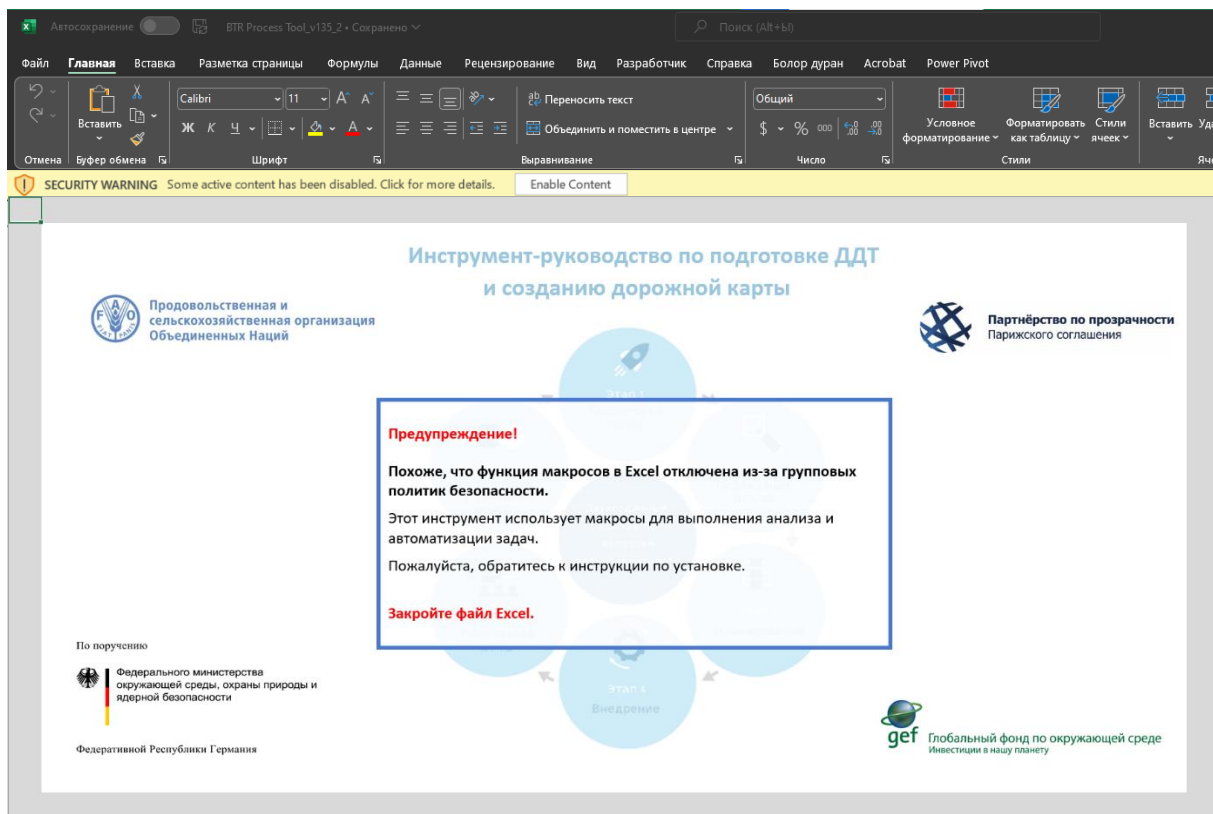 Автосохранение
BTR Process Tool_v135_2 • Сохранено
Поиск (Alt+Ы)
Файл Главная Вставка Разметка страницы Формулы Данные Рецензирование Вид Разработчик Справка Болор дуран Acrobat Power Pivot
Вставить
Calibri 11
Ж К Ч
Переносить текст
Объединить и поместить в центре
Общий
$ % 000
Условное форматирование
Форматировать как таблицу
Стили ячеек
Вставить
Отмена Буфер обмена Шрифт Выравнивание Число Стили
SECURITY WARNING Some active content has been disabled. Click for more details. Enable Content
Инструмент-руководство по подготовке ДДТ
и созданию дорожной карты
FAO
FIAT PANIS
Продовольственная и
сельскохозяйственная организация
Объединенных Наций
Партнёрство по прозрачности
Парижского соглашения
Этап 1
Предупреждение!
Похоже, что функция макросов в Excel отключена из-за групповых
политик безопасности.
Этот инструмент использует макросы для выполнения анализа и
автоматизации задач.
Пожалуйста, обратитесь к инструкции по установке.
Закройте файл Excel.
Этап 4
Внедрение
По поручению
Федерального министерства
окружающей среды, охраны природы и
ядерной безопасности
Федеративной Республики Германия
gef
Глобальный фонд по окружающей среде
Инвестиции в нашу планету